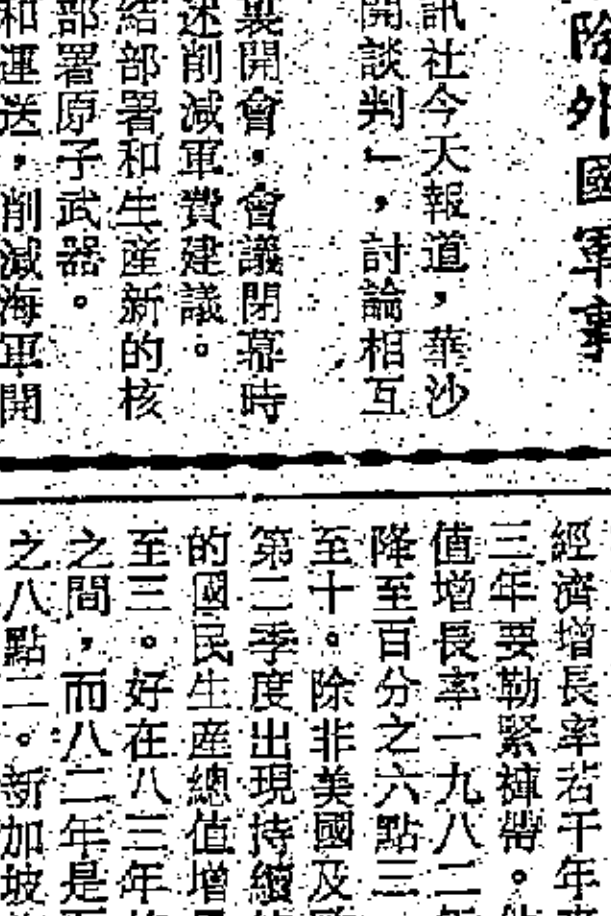 除外國軍事
訊社今天報道，華沙
開談判﹂，討論相互
製開會，會議閉幕時
述削減軍費建議。
結部署和生産新的核
部署原子武器。
和運送，削減海軍開
經濟增長率若干年
三年要勒緊褲帶。
值增長率一九八二年
降至百分之六點三
至十。除非美國及
第二季度出現持續
的國民生産總值增
至三。好在八三年
之間，而八二年是
之八點二。新加坡